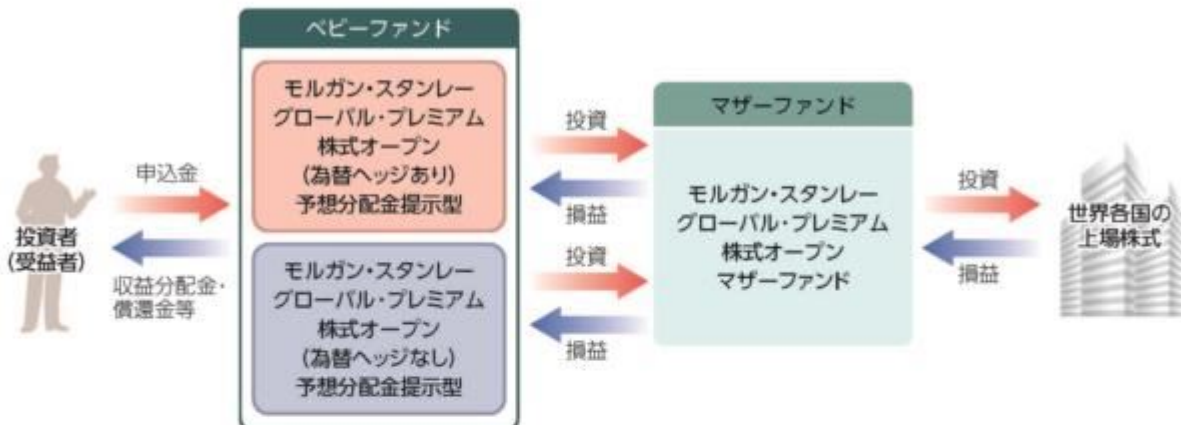 ベビーファンド
モルガン・スタンレー
グローバル・プレミアム
株式オープン
(為替ヘッジあり)
予想分配金提示型
モルガン・スタンレー
グローバル・プレミアム
株式オープン
(為替ヘッジなし)
予想分配金提示型
投資者
(受益者)
申込金
収益分配金・
償還金等
投資
損益
投資
損益
マザーファンド
モルガン・スタンレー
グローバル・プレミアム
株式オープン
マザーファンド
投資
損益
世界各国の
上場株式